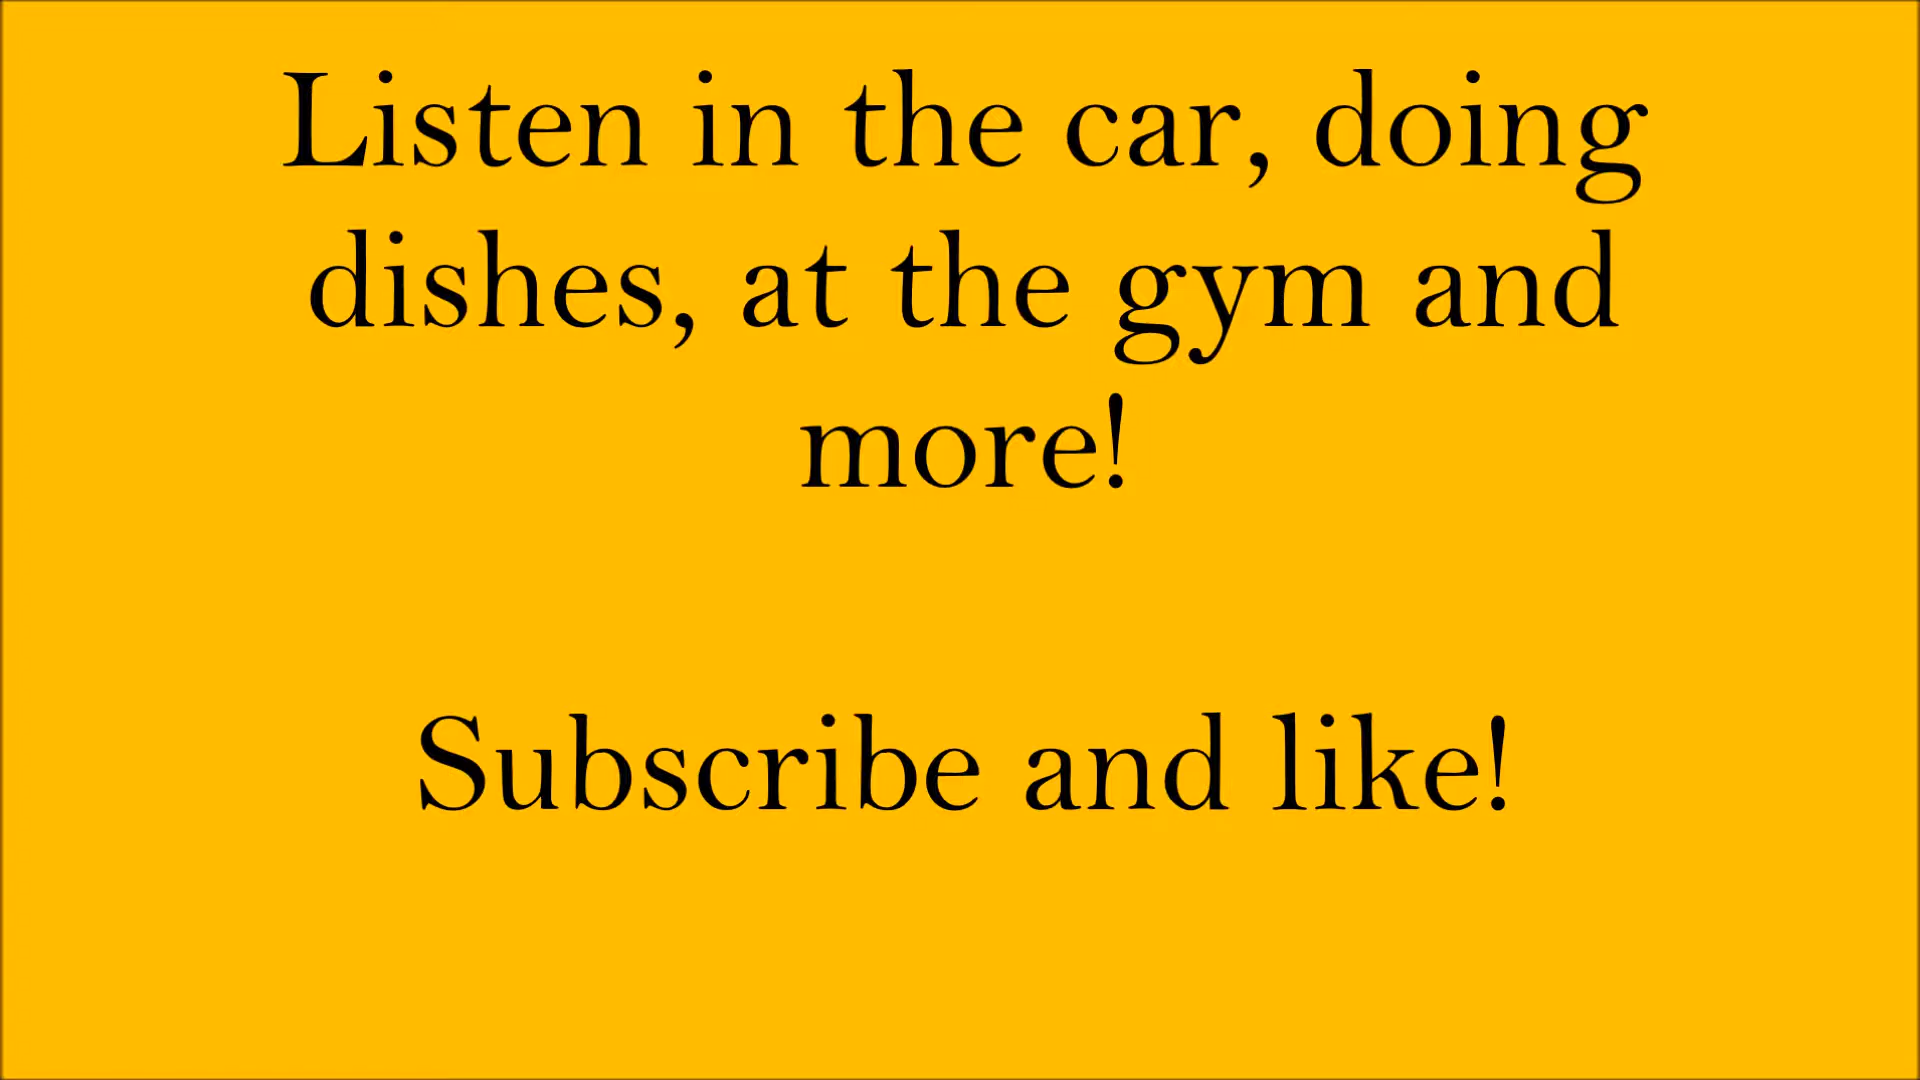 Listen in the car, doing
dishes, at the gym and
more!
Subscribe and like!